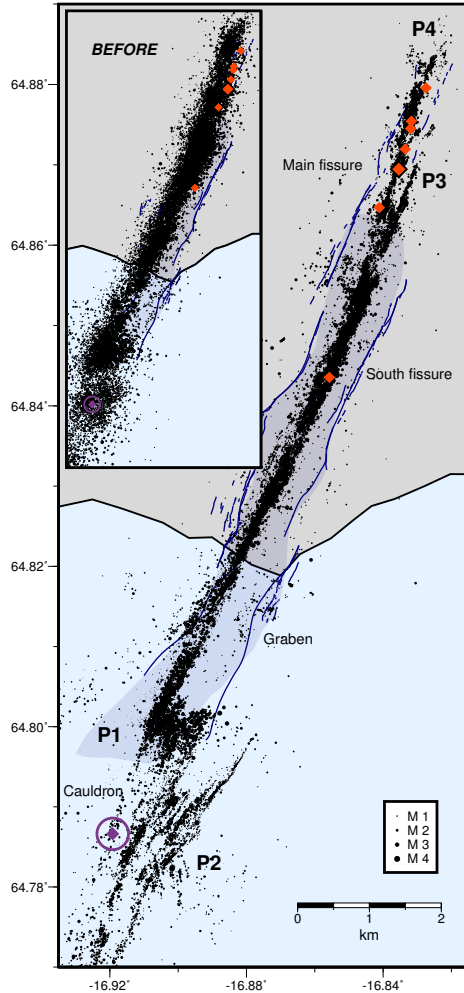 BEFORE
P4
64.88°
Main fissure
P3
64.86°
South fissure
64.84°
64.82°
Graben
64.80°
P1
Cauldron
M 1
M 2
M 3
M 4
P2
64.78°
0 1 2
km
-16.92° -16.88° -16.84°